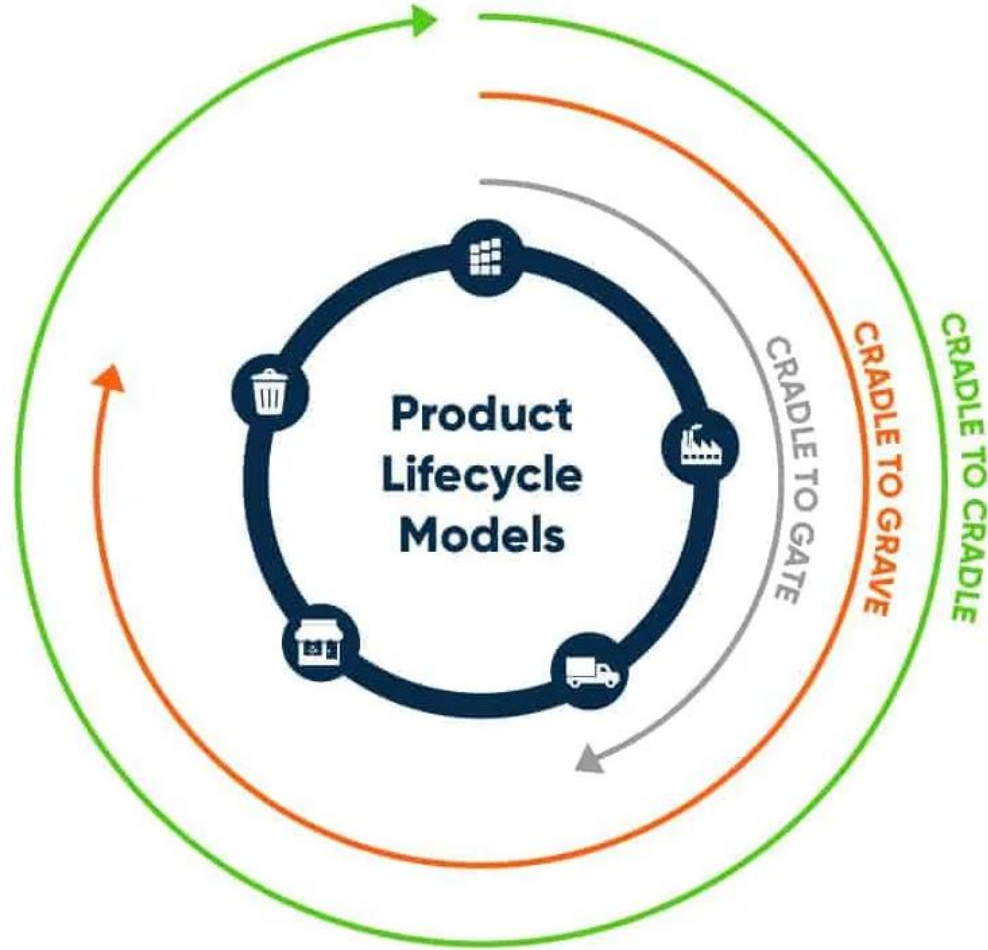 Product
Lifecycle
Models
CRADLE TO GATE
CRADLE TO GRAVE
CRADLE TO CRADLE